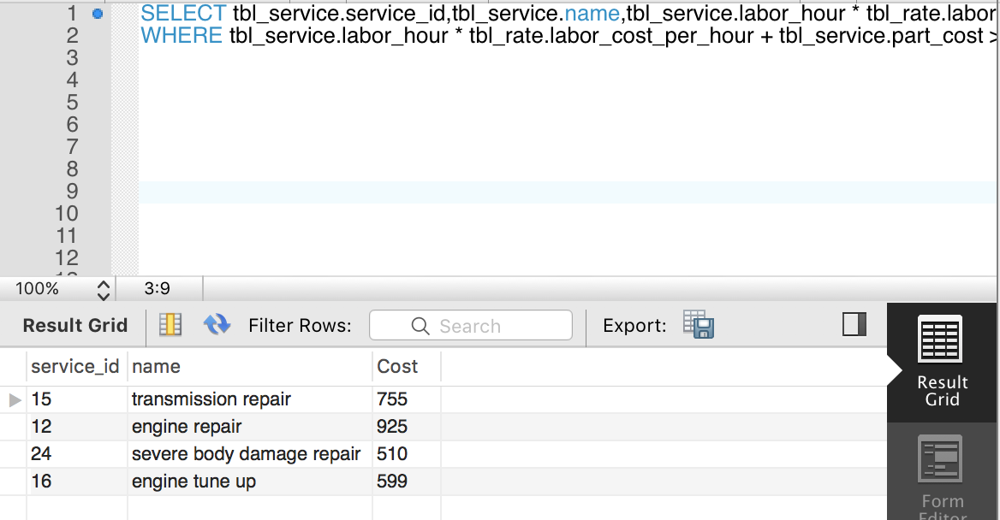 1 SELECT tbl_service.service_id,tbl_service.name,tbl_service.labor_hour * tbl_rate.labor
2 WHERE tbl_service.labor_hour * tbl_rate.labor_cost_per_hour + tbl_service.part_cost >
3
4
5
6
7
8
9
10
11
12
100% 3:9
Result Grid Filter Rows: Search Export:
service_id name Cost
15 transmission repair 755
12 engine repair 925
24 severe body damage repair 510
16 engine tune up 599
Result
Grid
Form
Editor